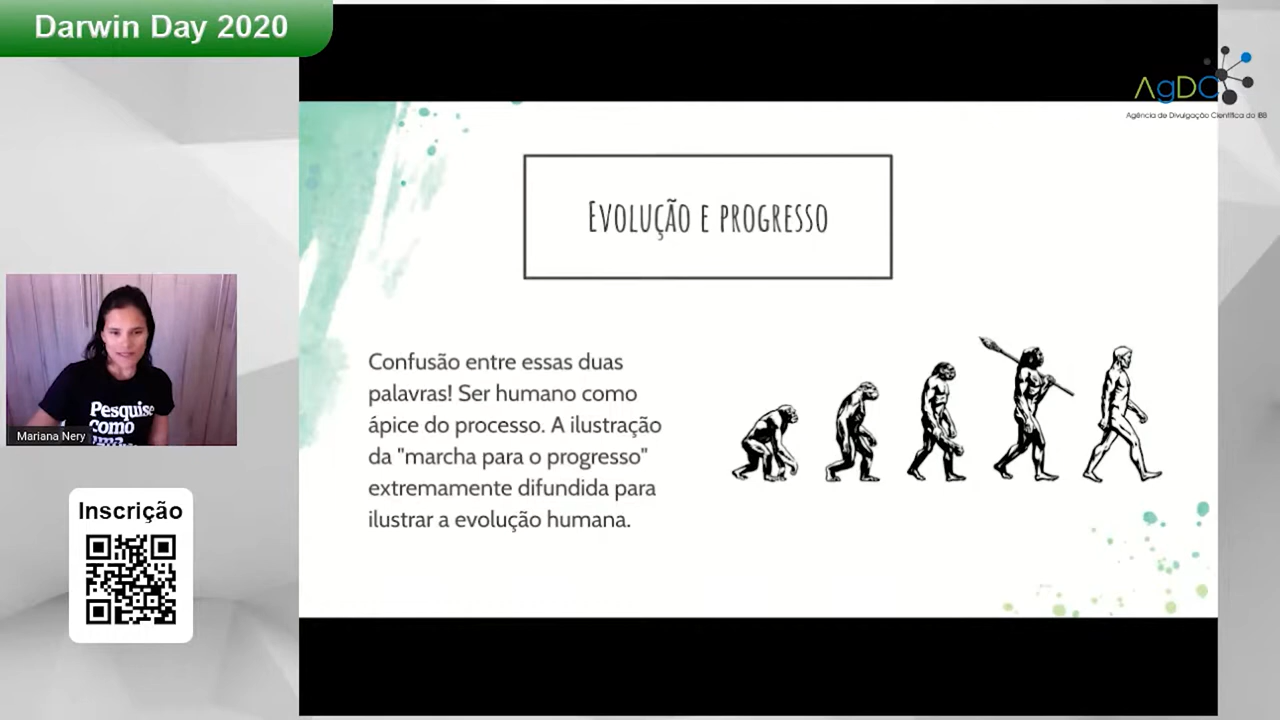 Darwin Day 2020
AgDC
Agência de Divulgação Científica do IBB
Evolução e progresso
Confusão entre essas duas
palavras! Ser humano como
ápice do processo. A ilustração
da "marcha para o progresso"
extremamente difundida para
ilustrar a evolução humana.
Pesquise
como
uma
Mariana Nery
Inscrição